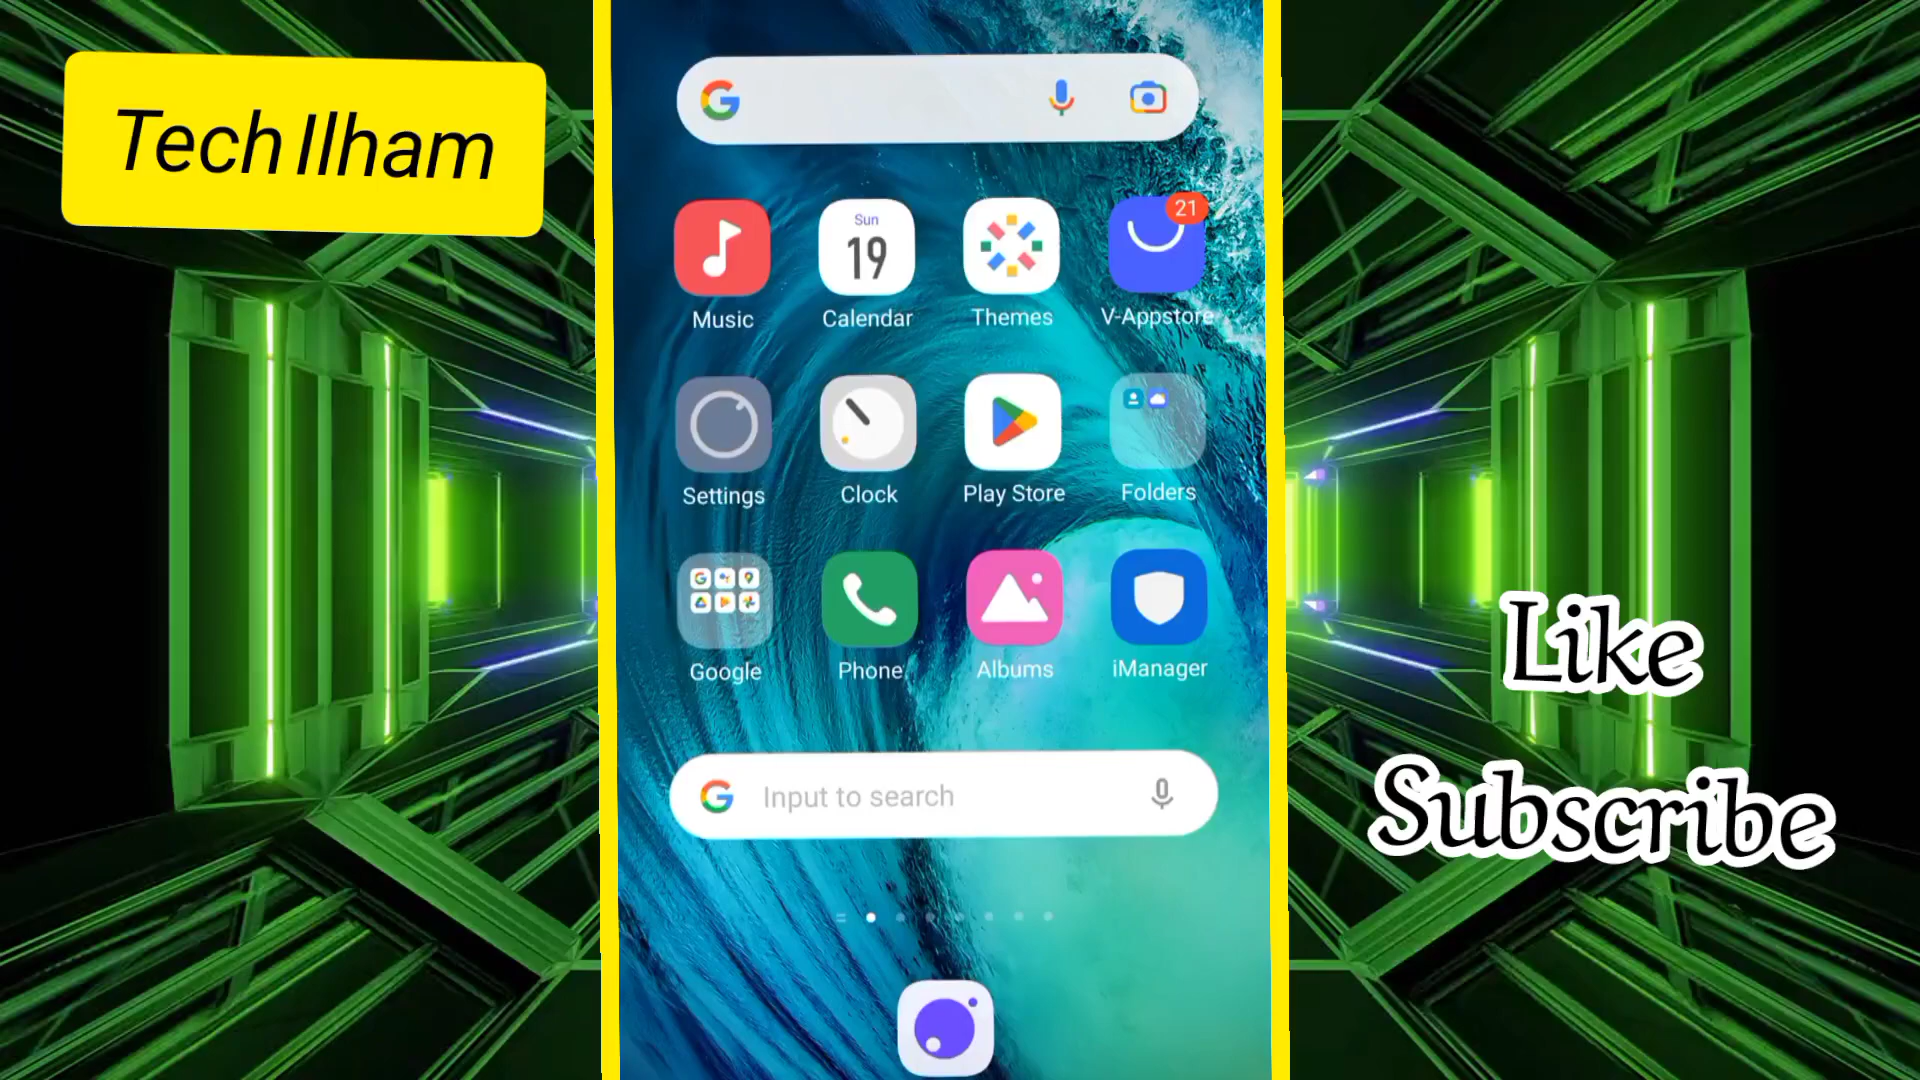 Tech Ilham
Sun
19
21
Music
Calendar
Themes
V-Appstore
Settings
Clock
Play Store
Folders
Google
Phone
Albums
iManager
Input to search
Like
Subscribe